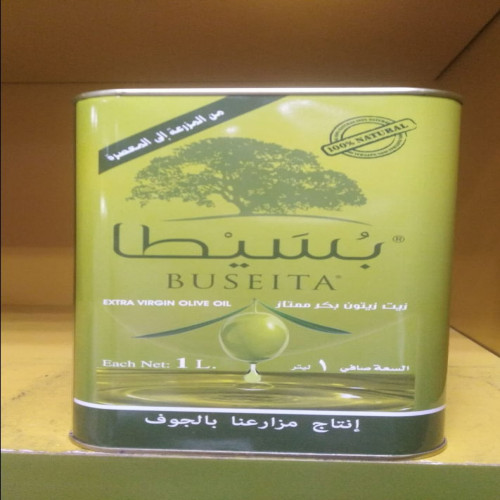 من المزرعة إلى المعصرة
100% NATURAL
بُسَيْطا ®
BUSEITA®
EXTRA VIRGIN OLIVE OIL
زيت زيتون بكر ممتاز
Each Net: 1 L.
السعة صافي ١ ليتر
إنتاج مزارعنا بالجوف